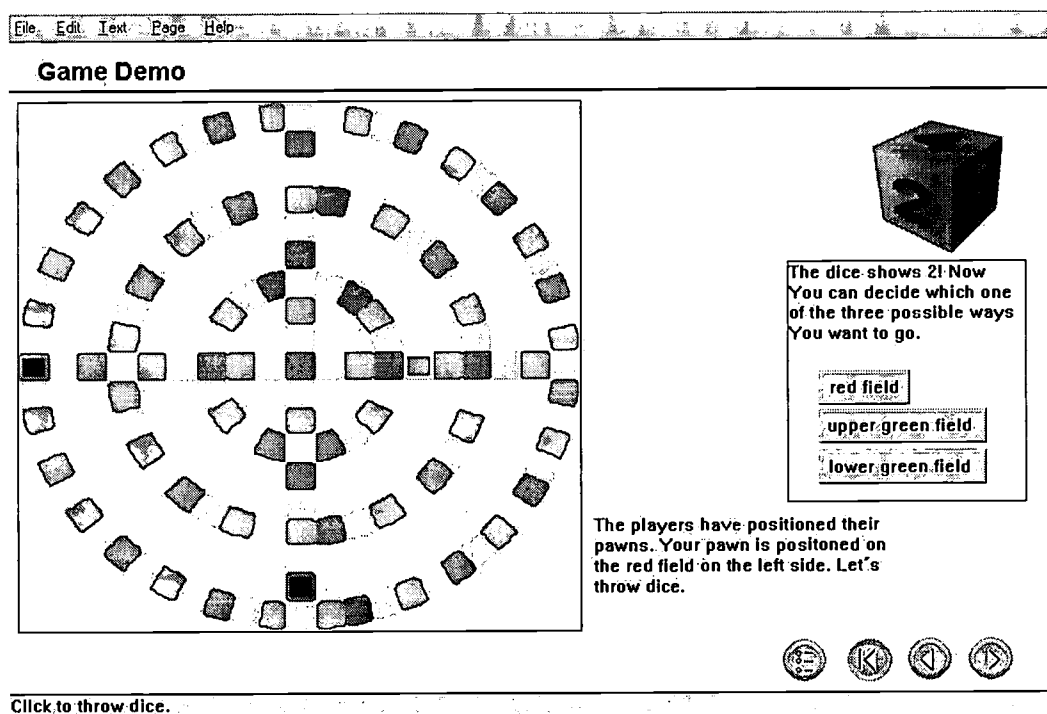 File Edit Text Page Help
Game Demo
2
The dice shows 2! Now
You can decide which one
of the three possible ways
You want to go.
red field
upper green field
lower green field
The players have positioned their
pawns. Your pawn is positoned on
the red field on the left side. Let´s
throw dice.
Click to throw dice.